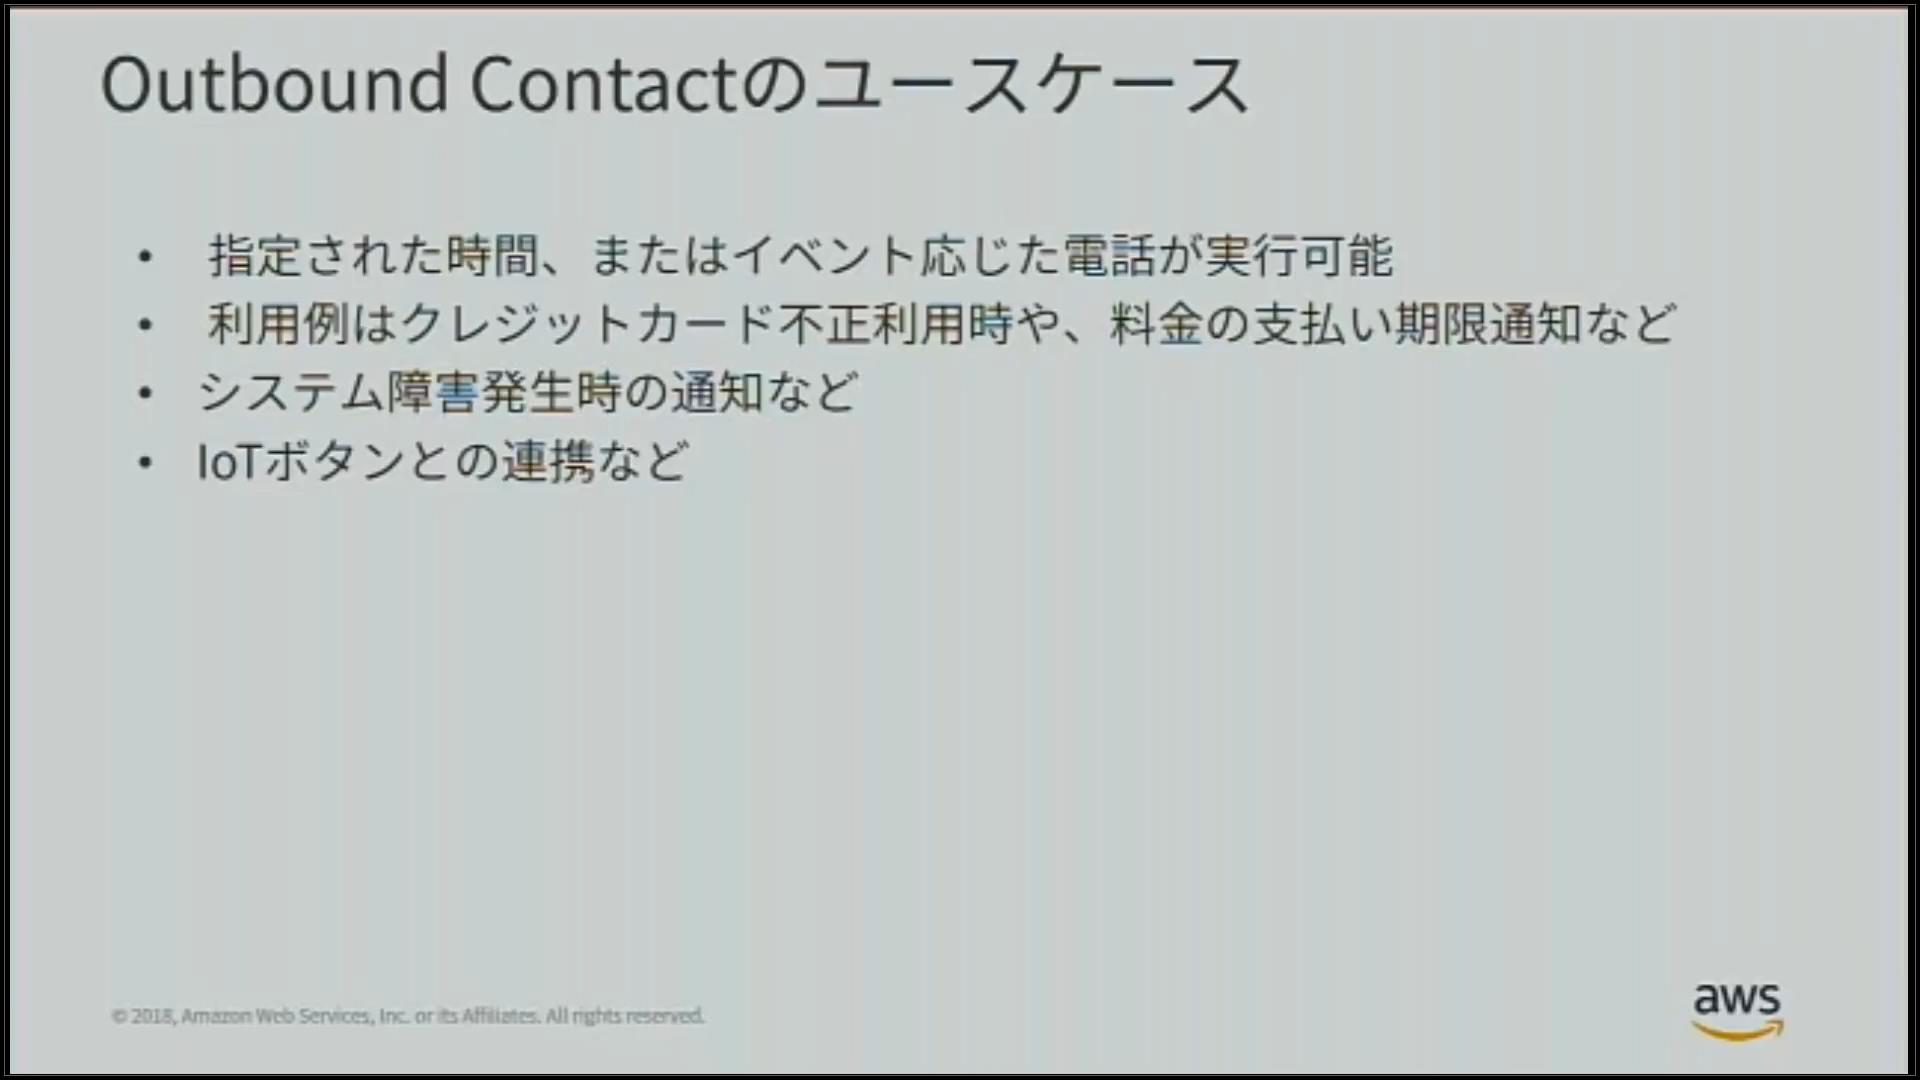 Outbound Contactのユースケース
• 指定された時間、またはイベント応じた電話が実行可能
• 利用例はクレジットカード不正利用時や、料金の支払い期限通知など
• システム障害発生時の通知など
• IoTボタンとの連携など
© 2018, Amazon Web Services, Inc. or its Affiliates. All rights reserved.
aws